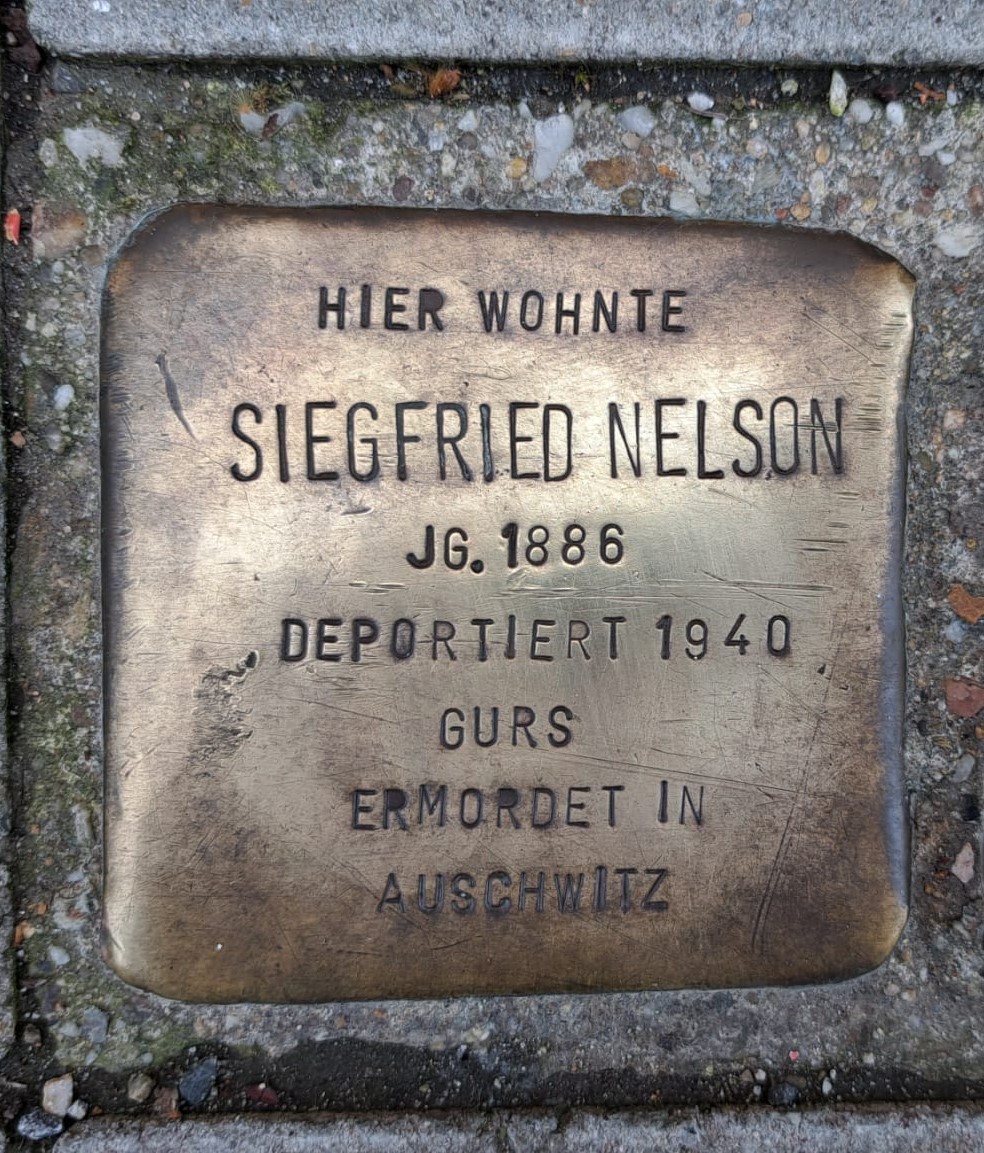 HIER WOHNTE
SIEGFRIED NELSON
JG. 1886
DEPORTIERT 1940
GURS
ERMORDET IN
AUSCHWITZ